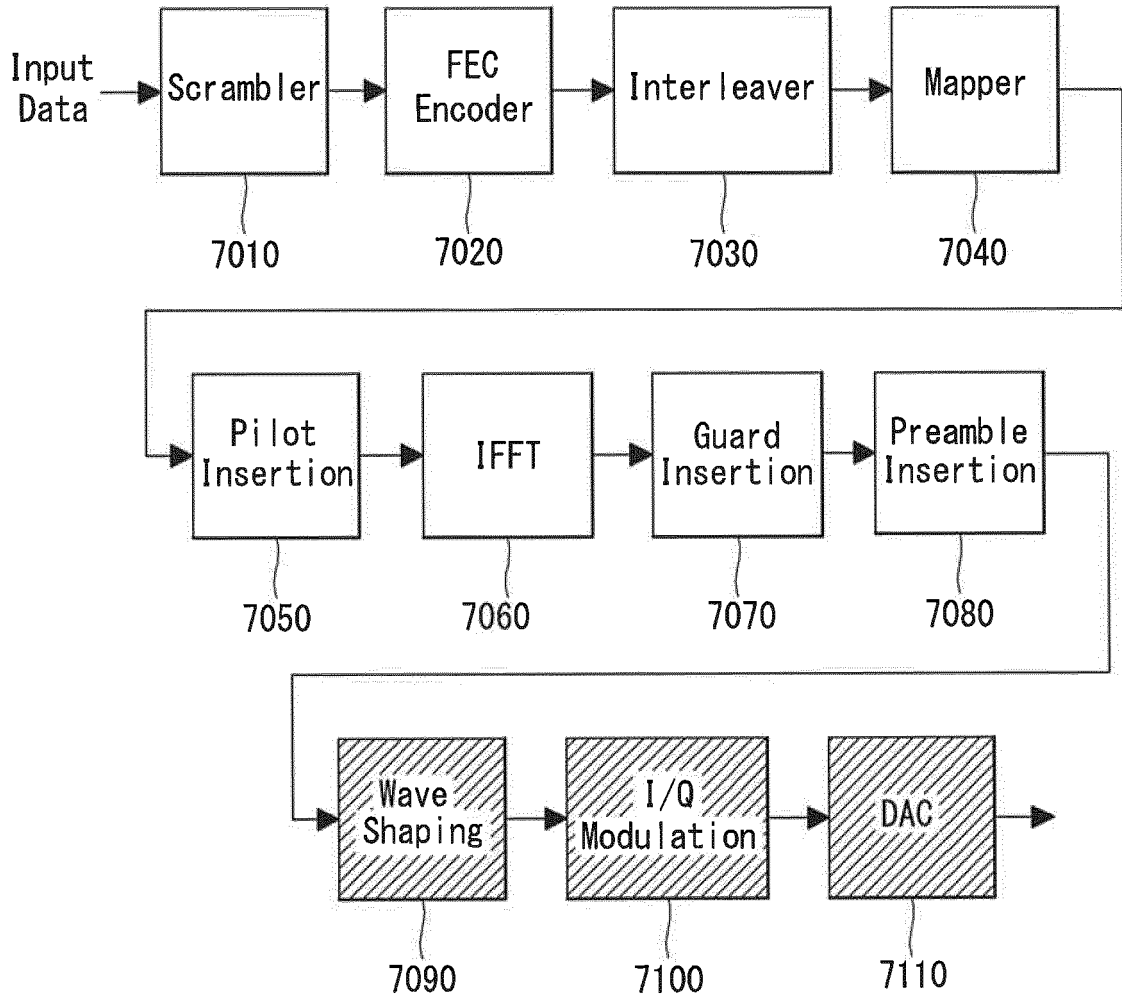 Input
Data
Scrambler
FEC
Encoder
Interleaver
Mapper
7010
7020
7030
7040
Pilot
Insertion
IFFT
Guard
Insertion
Preamble
Insertion
7050
7060
7070
7080
Wave
Shaping
I/Q
Modulation
DAC
7090
7100
7110